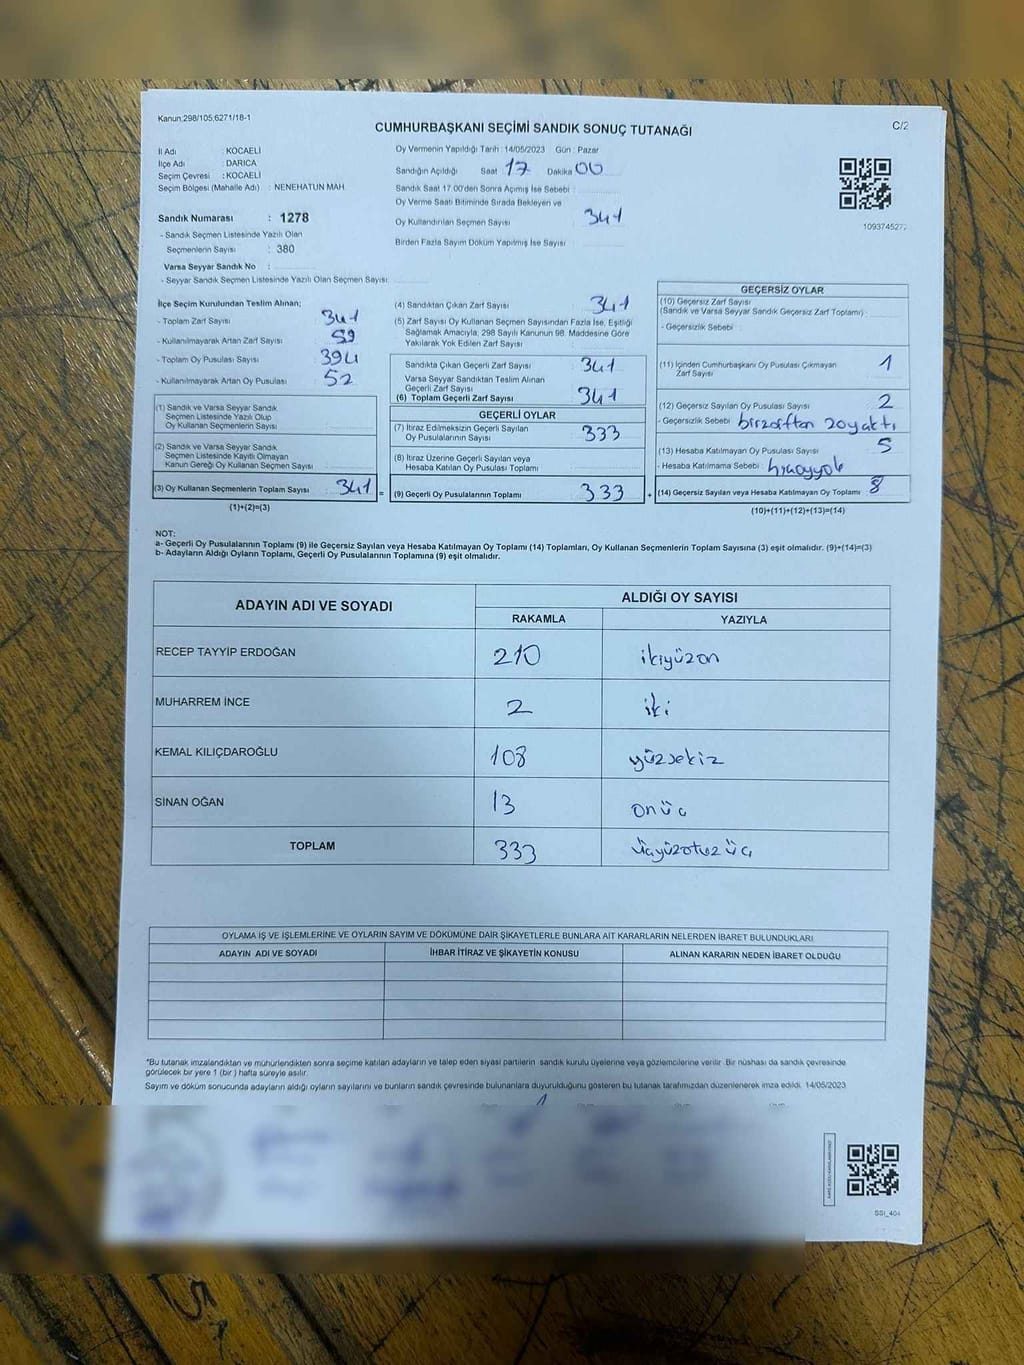 Kanun:298/105,6271/18-1
C/2
CUMHURBAŞKANI SEÇİMİ SANDIK SONUÇ TUTANAĞI
İl Adı : KOCAELİ
İlçe Adı : DARICA
Seçim Çevresi : KOCAELİ
Seçim Bölgesi (Mahalle Adı) : NENEHATUN MAH.
Sandık Numarası : 1278
- Sandık Seçmen Listesinde Yazılı Olan
Seçmenlerin Sayısı : 380
Varsa Seyyar Sandık No :
- Seyyar Sandık Seçmen Listesinde Yazılı Olan Seçmen Sayısı:
Oy Vermenin Yapıldığı Tarih : 14/05/2023 Gün : Pazar
Sandığın Açıldığı Saat 17 Dakika 00
Sandık Saat 17.00'den Sonra Açımış İse Sebebi :
Oy Verme Saati Bitiminde Sırada Bekleyen ve
Oy Kullandırılan Seçmen Sayısı 341
Birden Fazla Sayım Döküm Yapılmış İse Sayısı :
109374527
İlçe Seçim Kurulundan Teslim Alınan;
- Toplam Zarf Sayısı : 341
- Kullanılmayarak Artan Zarf Sayısı : 59
- Toplam Oy Pusulası Sayısı : 394
- Kullanılmayarak Artan Oy Pusulası : 52
(1) Sandık ve Varsa Seyyar Sandık
Seçmen Listesinde Yazılı Olup
Oy Kullanan Seçmenlerin Sayısı :
(2) Sandık ve Varsa Seyyar Sandık
Seçmen Listesinde Kayıtlı Olmayan
Kanun Gereği Oy Kullanan Seçmen Sayısı :
(3) Oy Kullanan Seçmenlerin Toplam Sayısı : 341 =
(1)+(2)=(3)
(4) Sandıktan Çıkan Zarf Sayısı : 341
(5) Zarf Sayısı Oy Kullanan Seçmen Sayısından Fazla İse, Eşitliği
Sağlamak Amacıyla, 298 Sayılı Kanunun 98. Maddesine Göre
Yakılarak Yok Edilen Zarf Sayısı :
Sandıkta Çıkan Geçerli Zarf Sayısı : 341
Varsa Seyyar Sandıktan Teslim Alınan
Geçerli Zarf Sayısı :
(6) Toplam Geçerli Zarf Sayısı : 341
GEÇERLİ OYLAR
(7) İtiraz Edilmeksizin Geçerli Sayılan
Oy Pusulalarının Sayısı : 333
(8) İtiraz Üzerine Geçerli Sayılan veya
Hesaba Katılan Oy Pusulası Toplamı :
(9) Geçerli Oy Pusulalarının Toplamı : 333 +
GEÇERSİZ OYLAR
(10) Geçersiz Zarf Sayısı
(Sandık ve Varsa Seyyar Sandık Geçersiz Zarf Toplamı) :
- Geçersizlik Sebebi :
(11) İçinden Cumhurbaşkanı Oy Pusulası Çıkmayan
Zarf Sayısı : 1
(12) Geçersiz Sayılan Oy Pusulası Sayısı : 2
- Geçersizlik Sebebi : birzarftan 2oyaktı
(13) Hesaba Katılmayan Oy Pusulası Sayısı : 5
- Hesaba Katılmama Sebebi :
(14) Geçersiz Sayılan veya Hesaba Katılmayan Oy Toplamı : 8
(10)+(11)+(12)+(13)=(14)
NOT:
a- Geçerli Oy Pusulalarının Toplamı (9) ile Geçersiz Sayılan veya Hesaba Katılmayan Oy Toplamı (14) Toplamları, Oy Kullanan Seçmenlerin Toplam Sayısına (3) eşit olmalıdır. (9)+(14)=(3)
b- Adayların Aldığı Oyların Toplamı, Geçerli Oy Pusulalarının Toplamına (9) eşit olmalıdır.
ADAYIN ADI VE SOYADI
ALDIĞI OY SAYISI
RAKAMLA YAZIYLA
RECEP TAYYİP ERDOĞAN 210 ikiyüzon
MUHARREM İNCE 2 iki
KEMAL KILIÇDAROĞLU 108 yüzsekiz
SİNAN OĞAN 13 onüç
TOPLAM 333 üçyüzotuzüç
OYLAMA İŞ VE İŞLEMLERİNE VE OYLARIN SAYIM VE DÖKÜMÜNE DAİR ŞİKAYETLERLE BUNLARA AİT KARARLARIN NELERDEN İBARET BULUNDUKLARI
ADAYIN ADI VE SOYADI İHBAR İTİRAZ VE ŞİKAYETİN KONUSU ALINAN KARARIN NEDEN İBARET OLDUĞU
*Bu tutanak imzalandıktan ve mühürlendikten sonra seçime katılan adayların ve talep eden siyasi partilerin sandık kurulu üyelerine veya gözlemcilerine verilir. Bir nüshası da sandık çevresinde
görülecek bir yere 1 (bir ) hafta süreyle asılır.
Sayım ve döküm sonucunda adayların aldığı oyların sayılarını ve bunların sandık çevresinde bulunanlara duyurulduğunu gösteren bu tutanak tarafımızdan düzenlenerek imza edildi. 14/05/2023
SSI_404